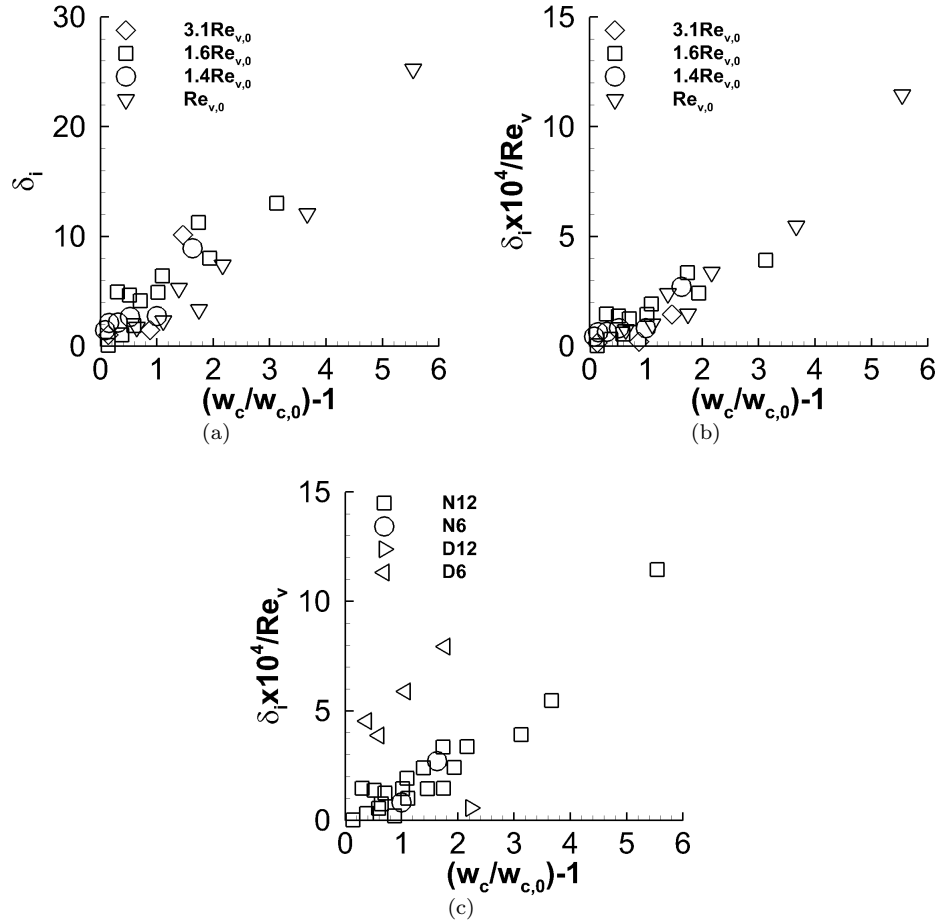 30
20
10
0
0 1 2 3 4 5 6
δi
(wc/wc,0)-1
3.1Rev,0
1.6Rev,0
1.4Rev,0
Rev,0
(a)
15
10
5
0
0 1 2 3 4 5 6
δix10⁴/Rev
(wc/wc,0)-1
3.1Rev,0
1.6Rev,0
1.4Rev,0
Rev,0
(b)
15
10
5
0
0 1 2 3 4 5 6
δix10⁴/Rev
(wc/wc,0)-1
N12
N6
D12
D6
(c)